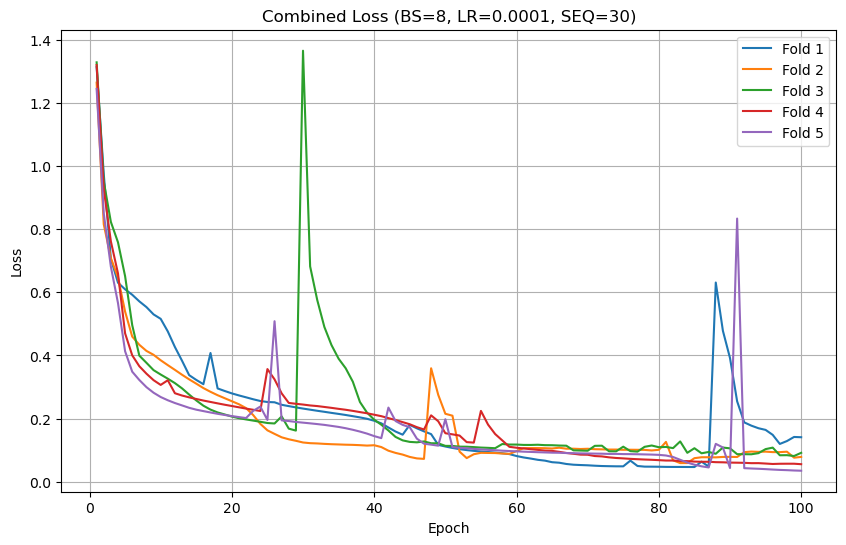 Combined Loss (BS=8, LR=0.0001, SEQ=30)
Loss
1.4
1.2
1.0
0.8
0.6
0.4
0.2
0.0
Fold 1
Fold 2
Fold 3
Fold 4
Fold 5
0 20 40 60 80 100
Epoch